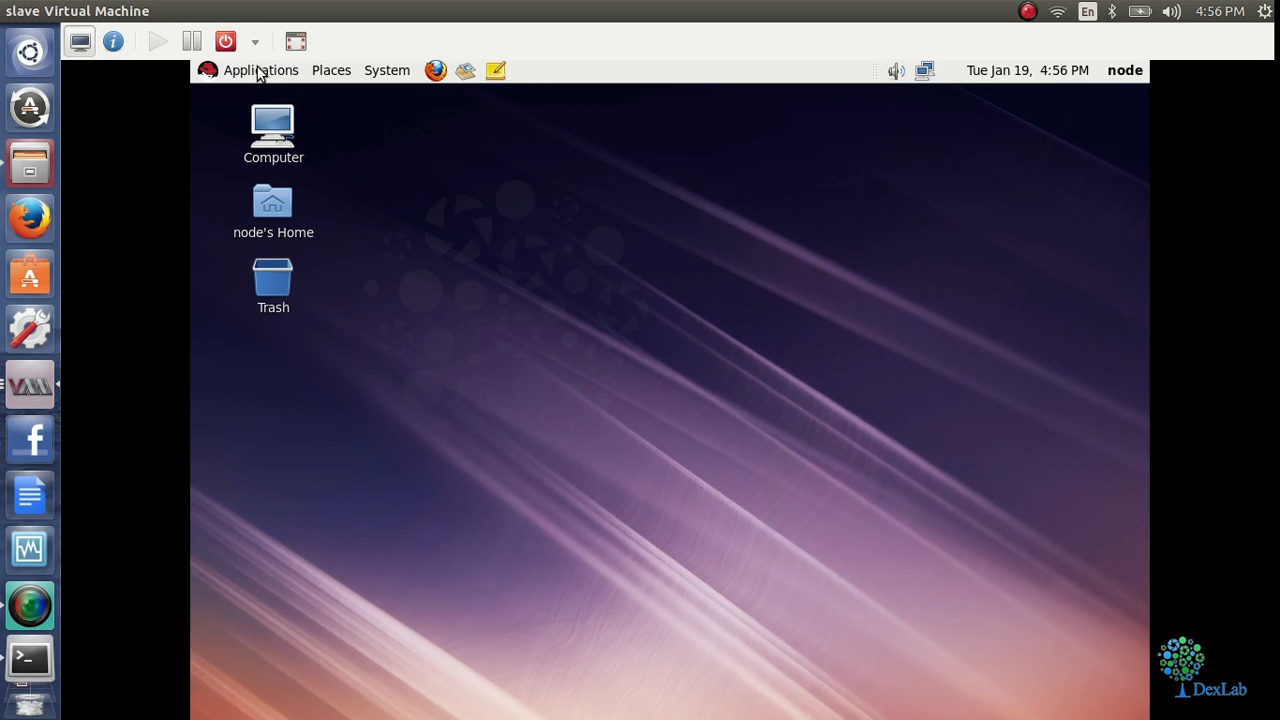 slave Virtual Machine
En
4:56 PM
Applications Places System
Tue Jan 19, 4:56 PM node
Computer
node's Home
Trash
DexLab